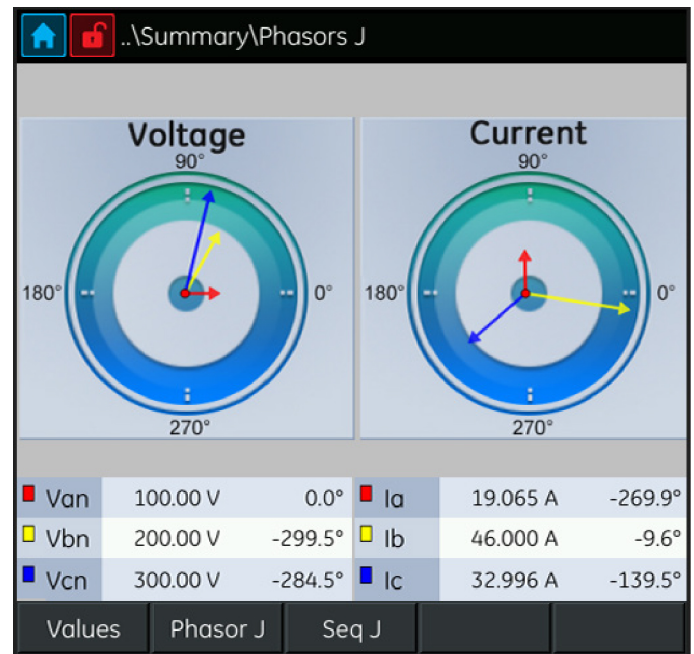 ..\Summary\Phasors J
Voltage
90°
180°
0°
270°
Current
90°
180°
0°
270°
Van 100.00 V 0.0°
Vbn 200.00 V -299.5°
Vcn 300.00 V -284.5°
Ia 19.065 A -269.9°
Ib 46.000 A -9.6°
Ic 32.996 A -139.5°
Values Phasor J Seq J